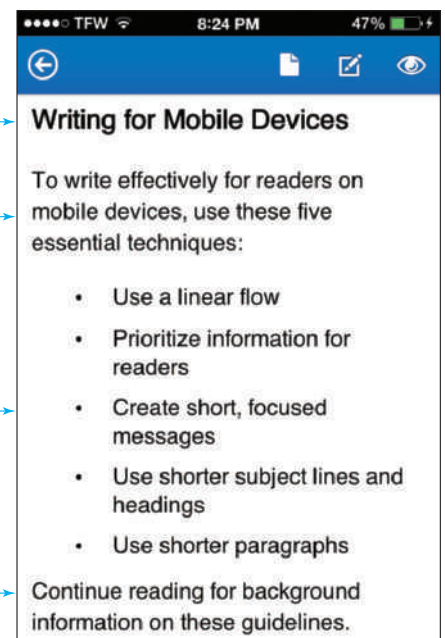 TFW 8:24 PM 47%
Writing for Mobile Devices
To write effectively for readers on
mobile devices, use these five
essential techniques:
• Use a linear flow
• Prioritize information for
readers
• Create short, focused
messages
• Use shorter subject lines and
headings
• Use shorter paragraphs
Continue reading for background
information on these guidelines.